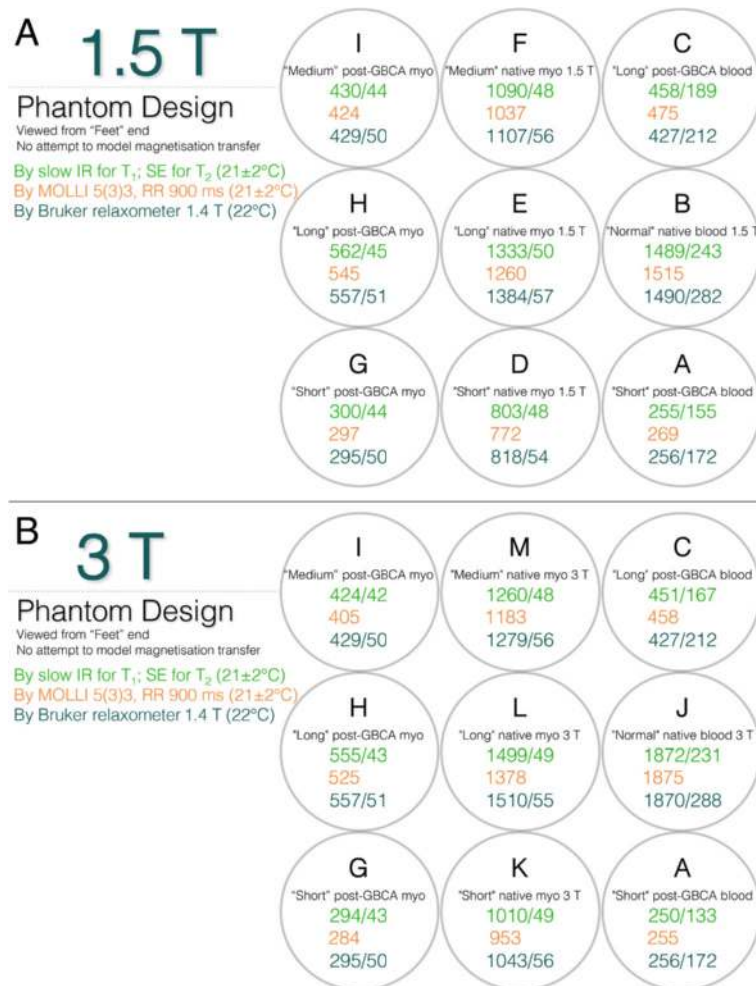 A
1.5 T
Phantom Design
Viewed from "Feet" end
No attempt to model magnetisation transfer
By slow IR for T1; SE for T2 (21±2°C)
By MOLLI 5(3)3, RR 900 ms (21±2°C)
By Bruker relaxometer 1.4 T (22°C)
I
"Medium" post-GBCA myo
430/44
424
429/50
F
"Medium" native myo 1.5 T
1090/48
1037
1107/56
C
"Long" post-GBCA blood
458/189
475
427/212
H
"Long" post-GBCA myo
562/45
545
557/51
E
"Long" native myo 1.5 T
1333/50
1260
1384/57
B
"Normal" native blood 1.5 T
1489/243
1515
1490/282
G
"Short" post-GBCA myo
300/44
297
295/50
D
"Short" native myo 1.5 T
803/48
772
818/54
A
"Short" post-GBCA blood
255/155
269
256/172
B
3 T
Phantom Design
Viewed from "Feet" end
No attempt to model magnetisation transfer
By slow IR for T1; SE for T2 (21±2°C)
By MOLLI 5(3)3, RR 900 ms (21±2°C)
By Bruker relaxometer 1.4 T (22°C)
I
"Medium" post-GBCA myo
424/42
405
429/50
M
"Medium" native myo 3 T
1260/48
1183
1279/56
C
"Long" post-GBCA blood
451/167
458
427/212
H
"Long" post-GBCA myo
555/43
525
557/51
L
"Long" native myo 3 T
1499/49
1378
1510/55
J
"Normal" native blood 3 T
1872/231
1875
1870/288
G
"Short" post-GBCA myo
294/43
284
295/50
K
"Short" native myo 3 T
1010/49
953
1043/56
A
"Short" post-GBCA blood
250/133
255
256/172